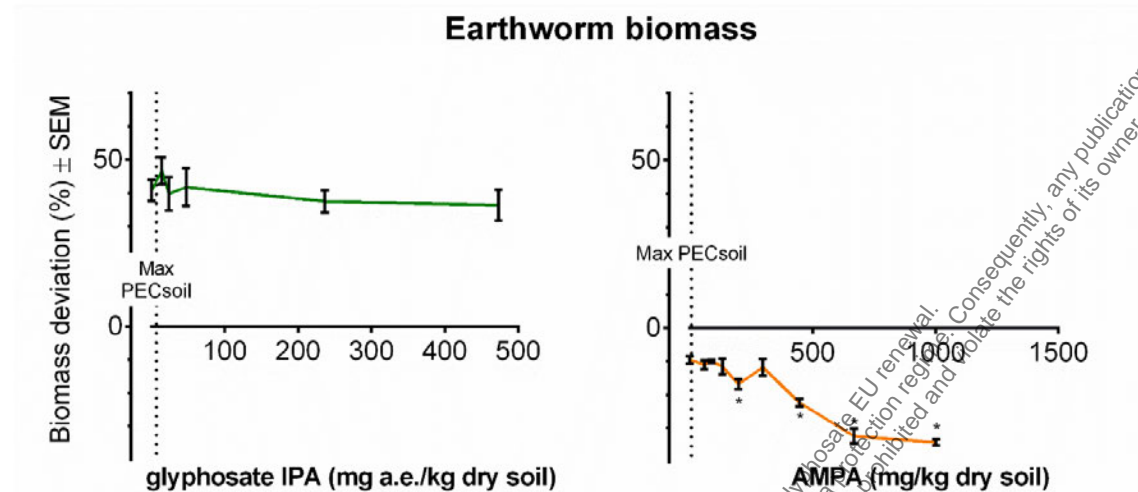 Earthworm biomass
Biomass deviation (%) ± SEM
50
Max
PECsoil
0
100 200 300 400 500
glyphosate IPA (mg a.e./kg dry soil)
50
Max PECsoil
0
500 1000 1500
* * * *
AMPA (mg/kg dry soil)
glyphosate EU renewal.
protection regime. Consequently, any publication
prohibited and violate the rights of its owner.